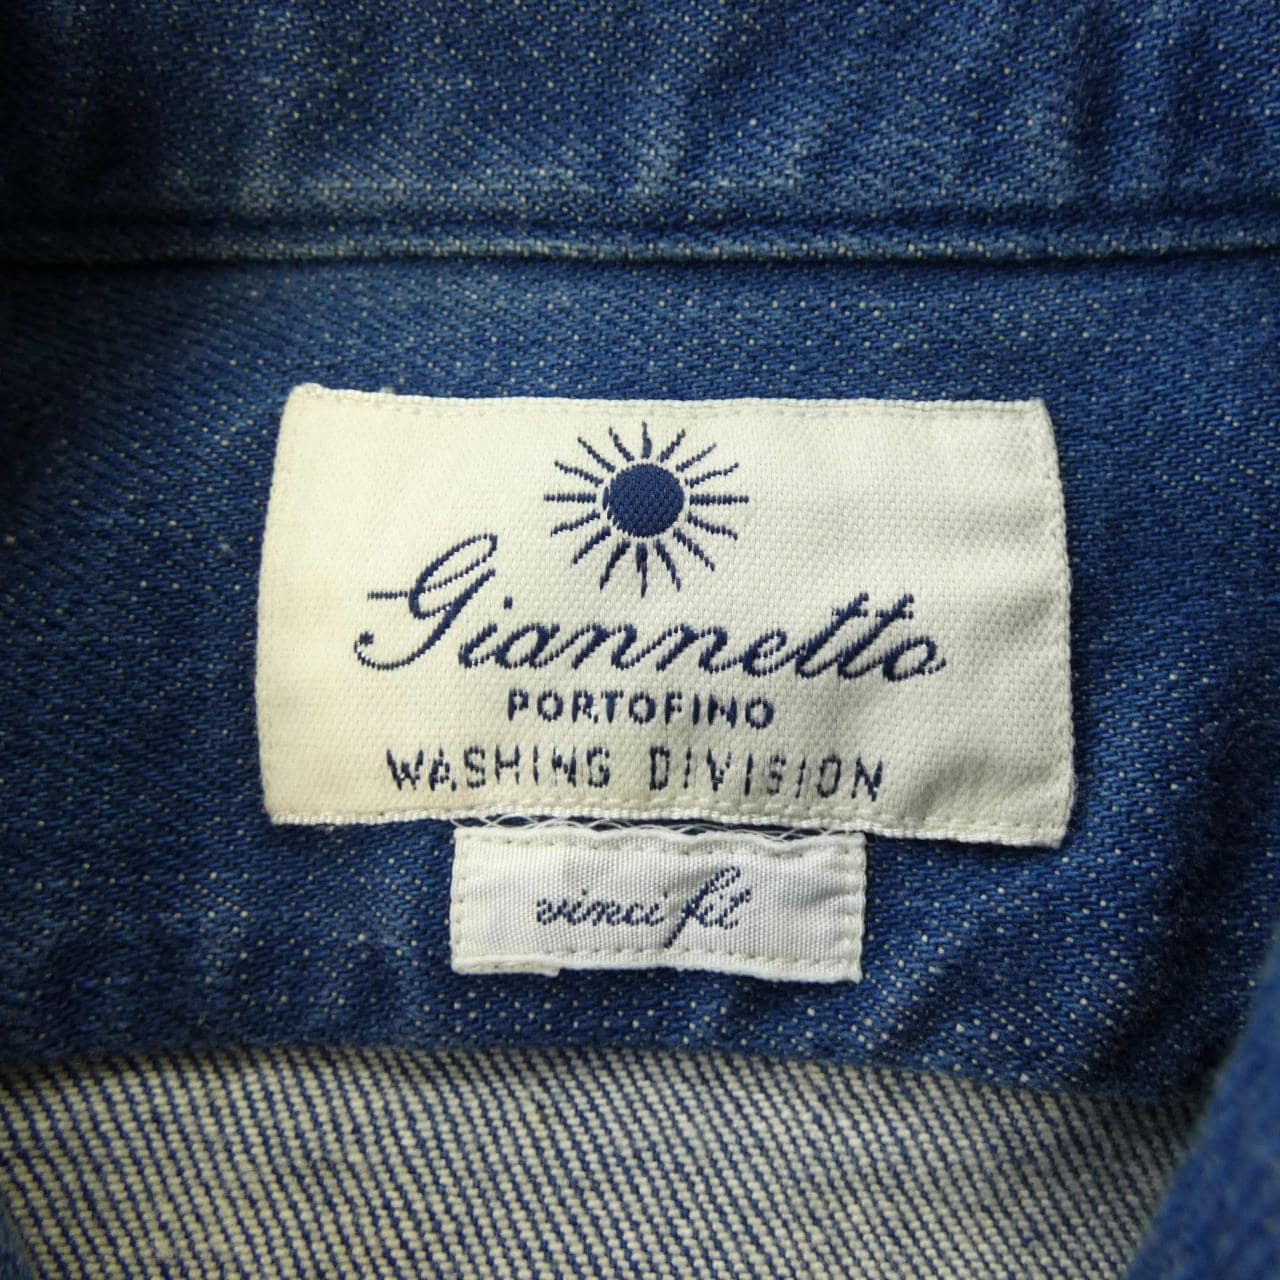 Giannetto
PORTOFINO
WASHING DIVISION
vinci fit